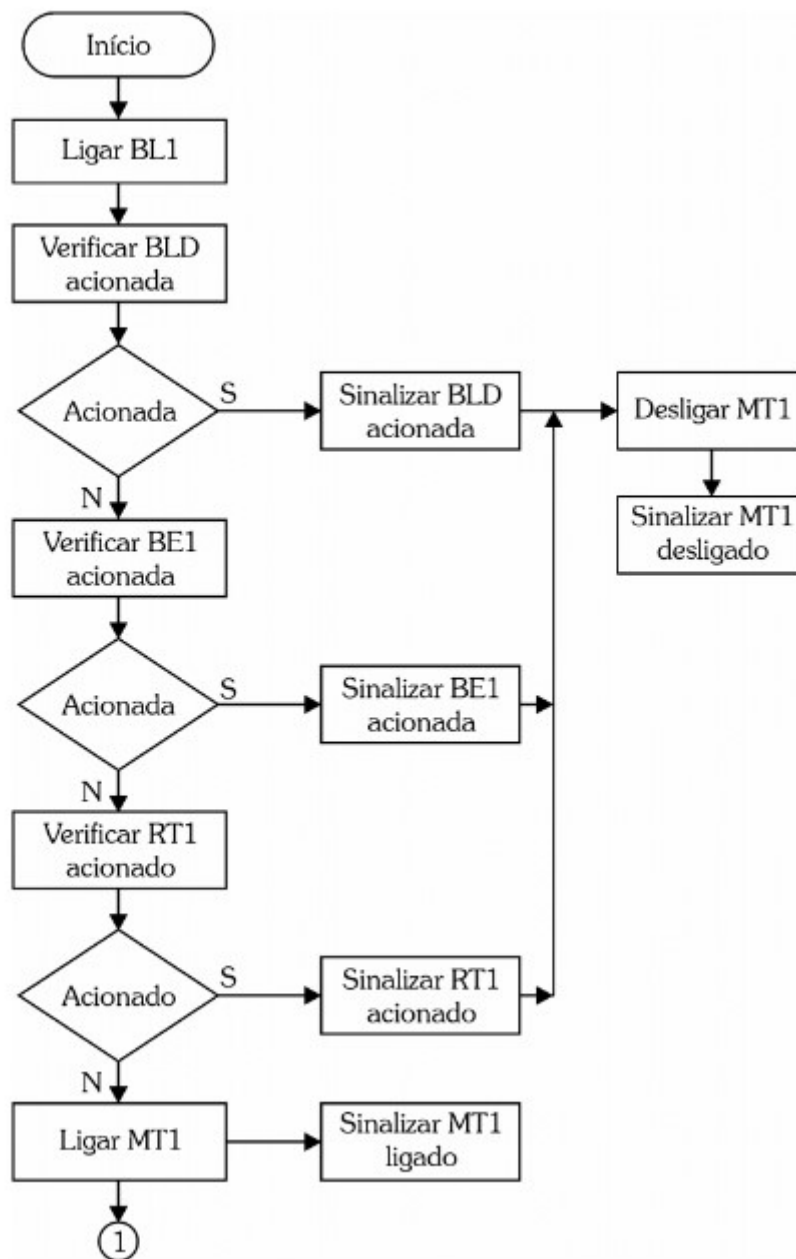 Início
Ligar BL1
Verificar BLD
acionada
Acionada
S
Sinalizar BLD
acionada
Desligar MT1
Sinalizar MT1
desligado
N
Verificar BE1
acionada
Acionada
S
Sinalizar BE1
acionada
N
Verificar RT1
acionado
Acionado
S
Sinalizar RT1
acionado
N
Ligar MT1
Sinalizar MT1
ligado
1